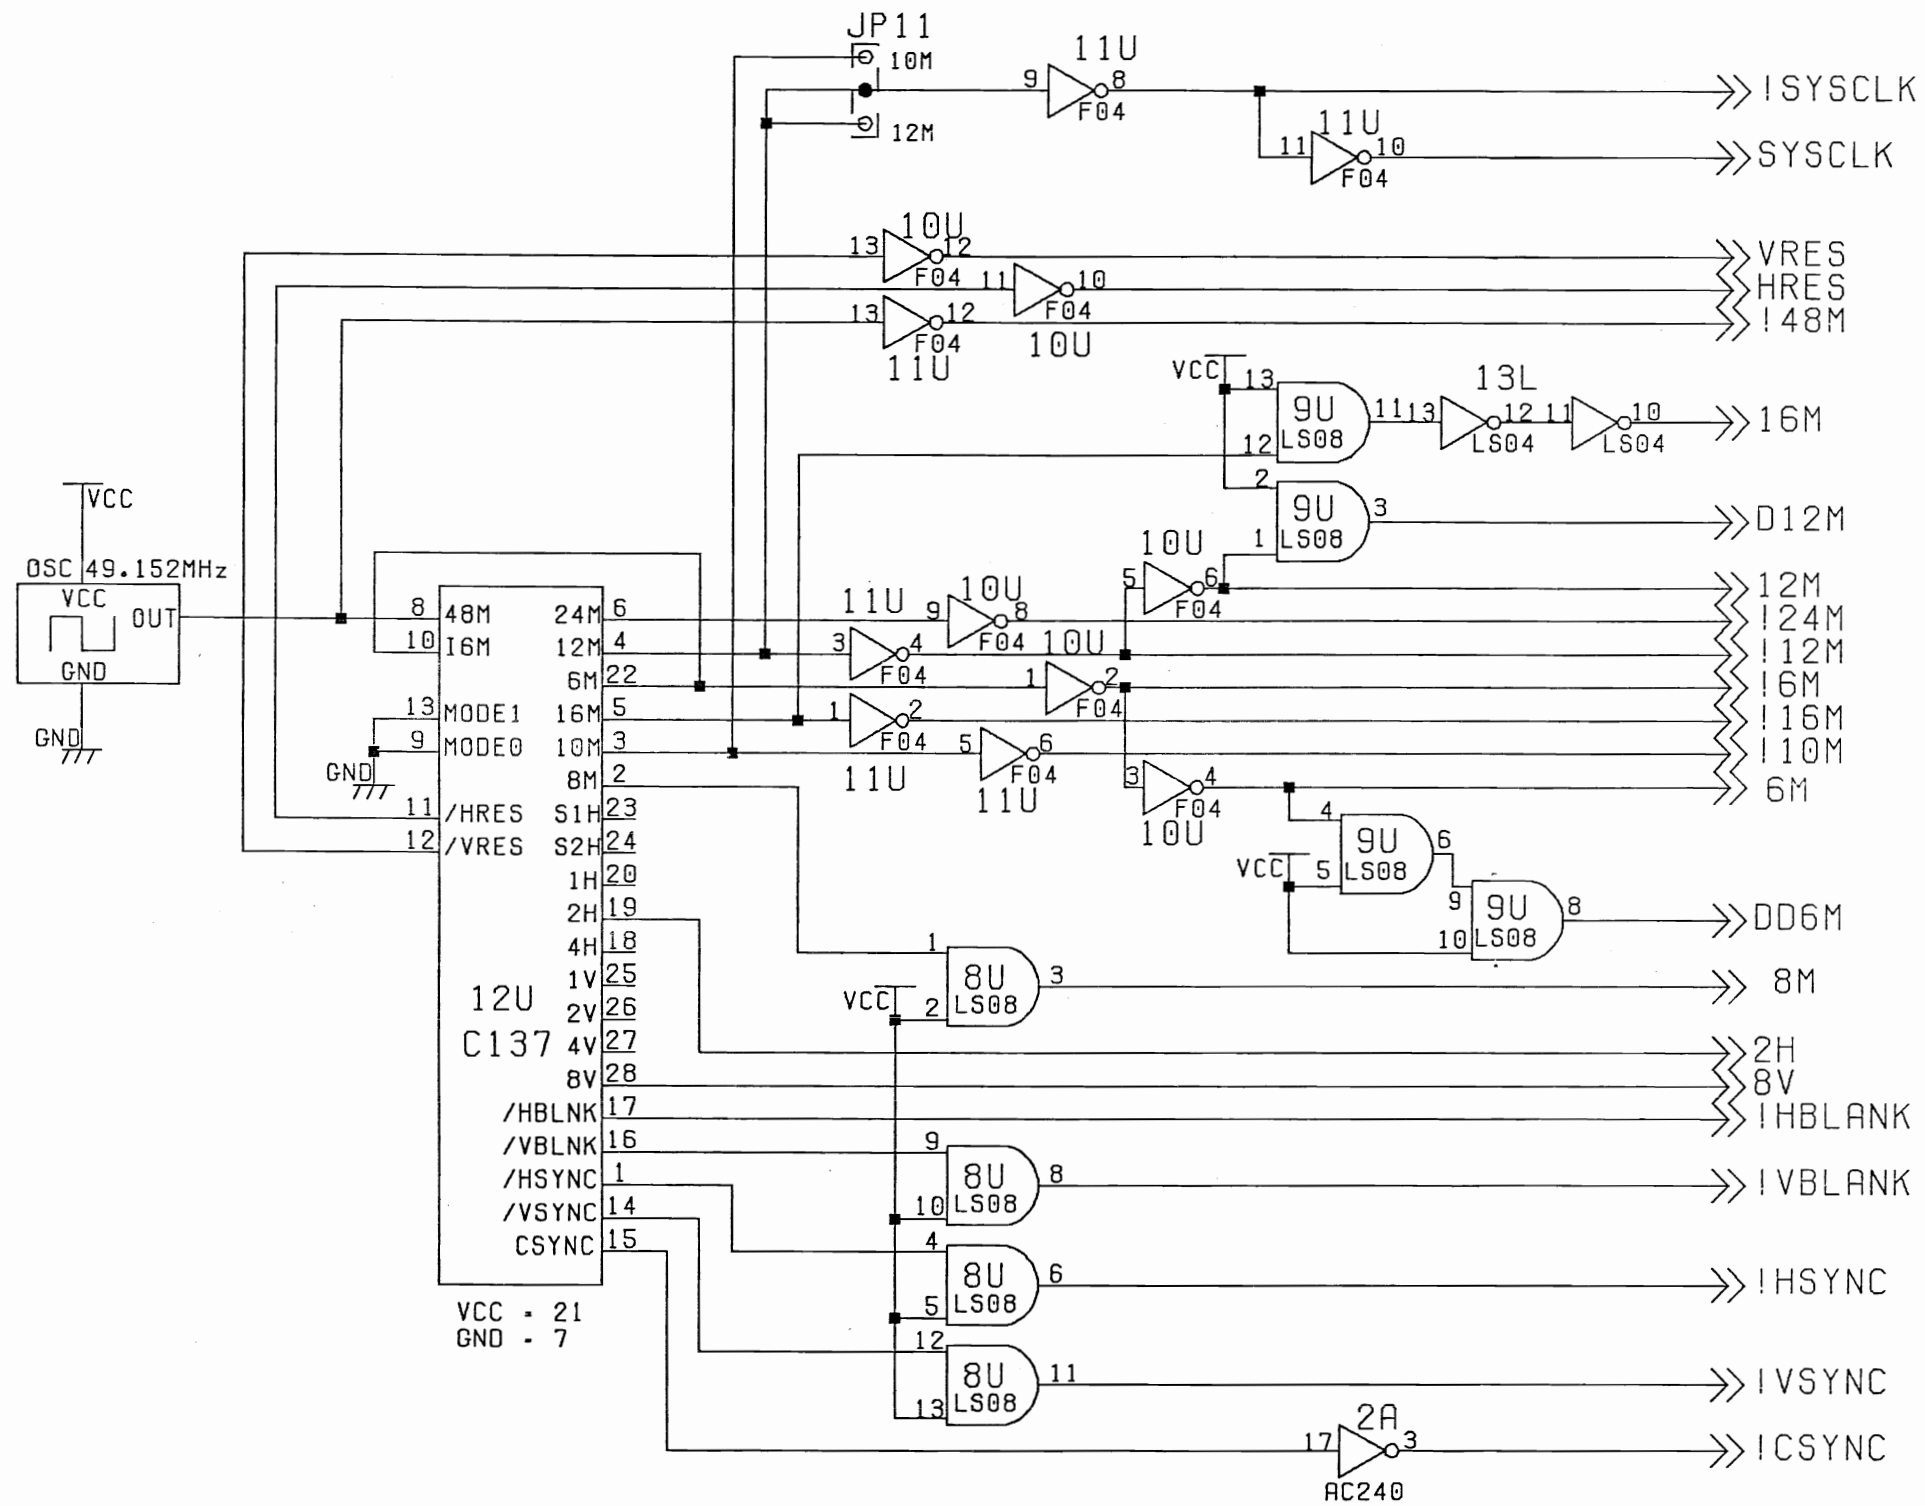 JP11
10M
12M
11U
9
8
F04
!SYSCLK
11U
11
10
F04
SYSCLK
10U
13
12
F04
VRES
11
10
F04
10U
HRES
13
12
F04
11U
!48M
VCC
13
12
9U
LS08
11
13
13L
12
LS04
11
10
LS04
16M
2
1
9U
LS08
3
D12M
VCC
OSC 49.152MHz
VCC
OUT
GND
GND
8 48M
10 I6M
13 MODE1
9 MODE0
GND
11 /HRES
12 /VRES
12U
C137
24M 6
12M 4
6M 22
16M 5
10M 3
8M 2
S1H 23
S2H 24
1H 20
2H 19
4H 18
1V 25
2V 26
4V 27
8V 28
/HBLNK 17
/VBLNK 16
/HSYNC 1
/VSYNC 14
CSYNC 15
VCC - 21
GND - 7
10U
5
6
F04
12M
10U
9
8
F04
!24M
11U
3
4
F04
!12M
10U
1
2
F04
!6M
1
2
F04
11U
!16M
5
6
F04
11U
!10M
3
4
F04
10U
6M
4
VCC
5
9U
LS08
6
9
10
9U
LS08
8
DD6M
1
VCC
2
8U
LS08
3
8M
2H
8V
!HBLANK
9
10
8U
LS08
8
!VBLANK
4
5
8U
LS08
6
!HSYNC
12
13
8U
LS08
11
!VSYNC
2A
17
3
AC240
!CSYNC